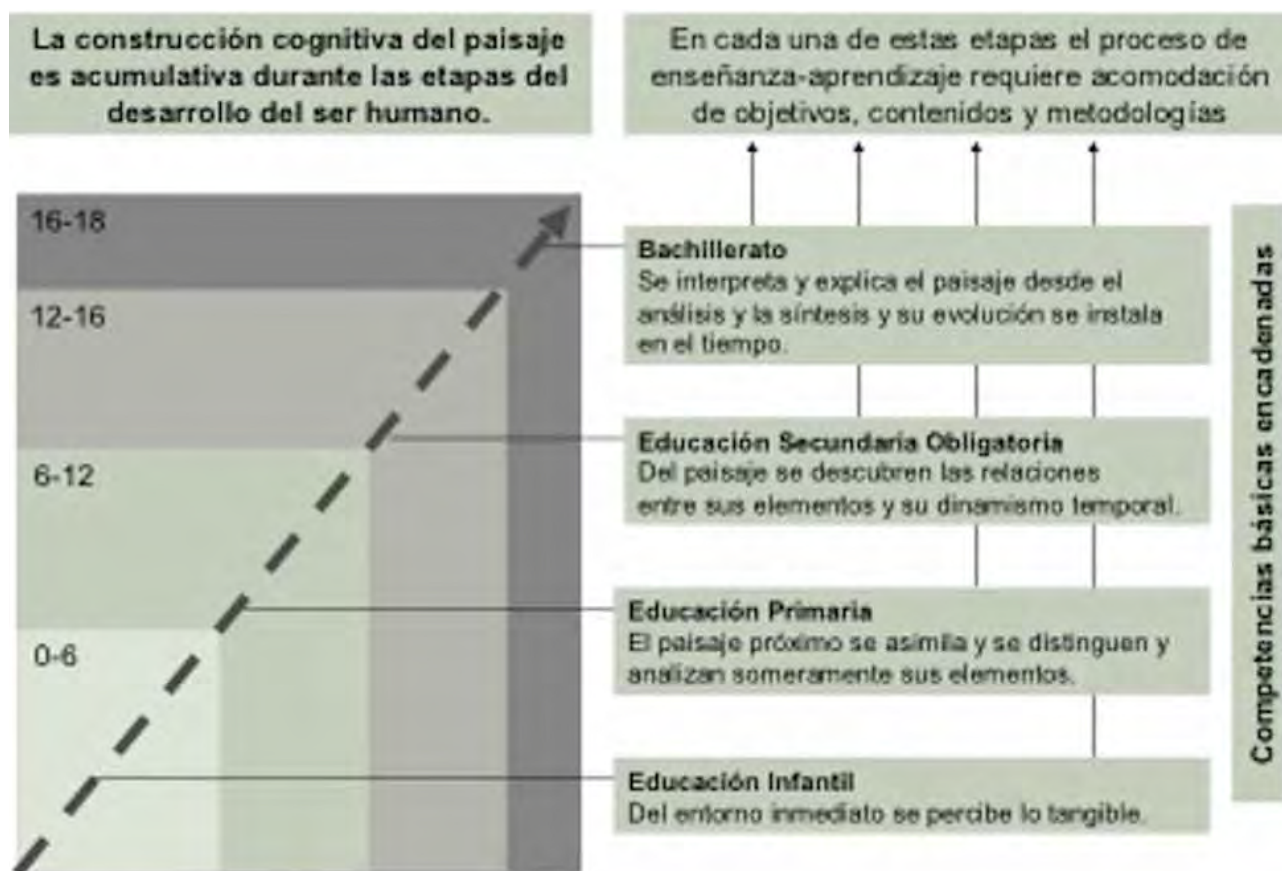 La construcción cognitiva del paisaje
es acumulativa durante las etapas del
desarrollo del ser humano.
En cada una de estas etapas el proceso de
enseñanza-aprendizaje requiere acomodación
de objetivos, contenidos y metodologías
16-18
12-16
6-12
0-6
Bachillerato
Se interpreta y explica el paisaje desde el
análisis y la síntesis y su evolución se instala
en el tiempo.
Educación Secundaria Obligatoria
Del paisaje se descubren las relaciones
entre sus elementos y su dinamismo temporal.
Educación Primaria
El paisaje próximo se asimila y se distinguen y
analizan someramente sus elementos.
Educación Infantil
Del entorno inmediato se percibe lo tangible.
Competencias básicas encadenadas